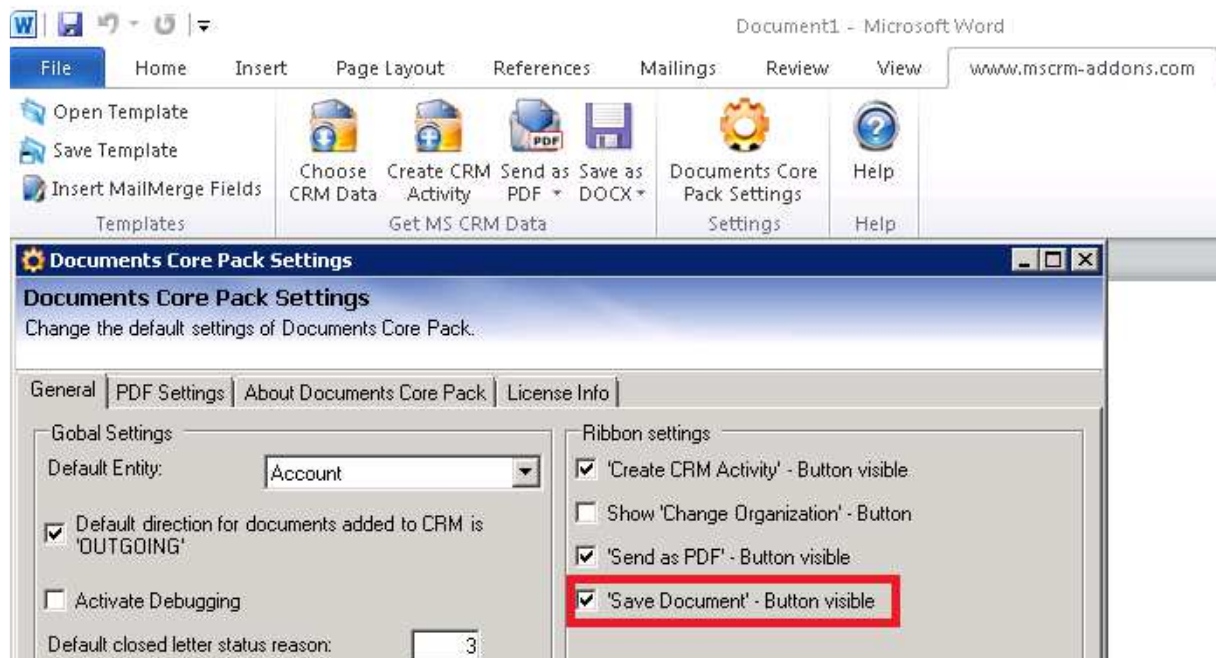 W
Document1 - Microsoft Word
File Home Insert Page Layout References Mailings Review View www.mscrm-addons.com
Open Template
Save Template
Insert MailMerge Fields
Choose CRM Data
Create CRM Activity
PDF
Send as PDF
Save as DOCX
Documents Core Pack Settings
Help
Templates Get MS CRM Data Settings Help
Documents Core Pack Settings
Documents Core Pack Settings
Change the default settings of Documents Core Pack.
General PDF Settings About Documents Core Pack License Info
Gobal Settings
Default Entity: Account
Default direction for documents added to CRM is
'OUTGOING'
Activate Debugging
Default closed letter status reason: 3
Ribbon settings
'Create CRM Activity' - Button visible
Show 'Change Organization' - Button
'Send as PDF' - Button visible
'Save Document' - Button visible